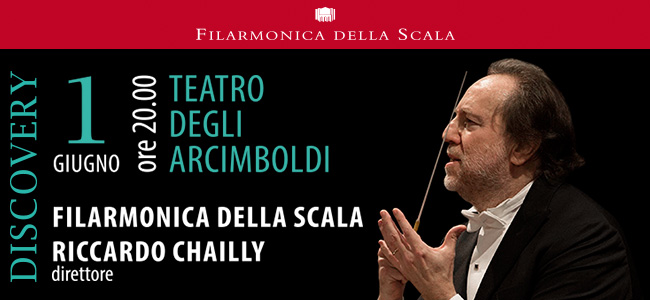 FILARMONICA DELLA SCALA
DISCOVERY
1
GIUGNO
ore 20.00
TEATRO
DEGLI
ARCIMBOLDI
FILARMONICA DELLA SCALA
RICCARDO CHAILLY
direttore